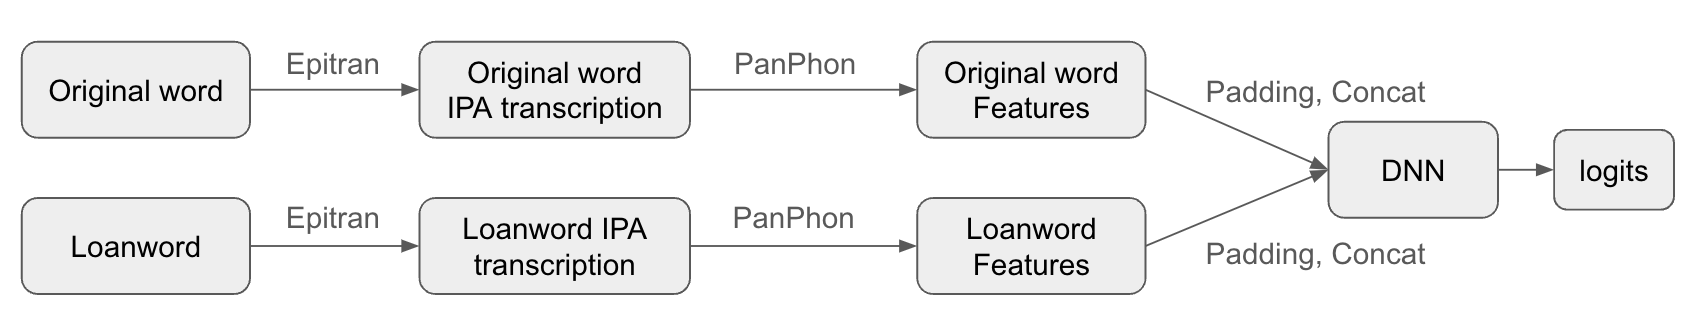 Original word
Epitran
Original word
IPA transcription
PanPhon
Original word
Features
Padding, Concat
DNN
logits
Loanword
Epitran
Loanword IPA
transcription
PanPhon
Loanword
Features
Padding, Concat